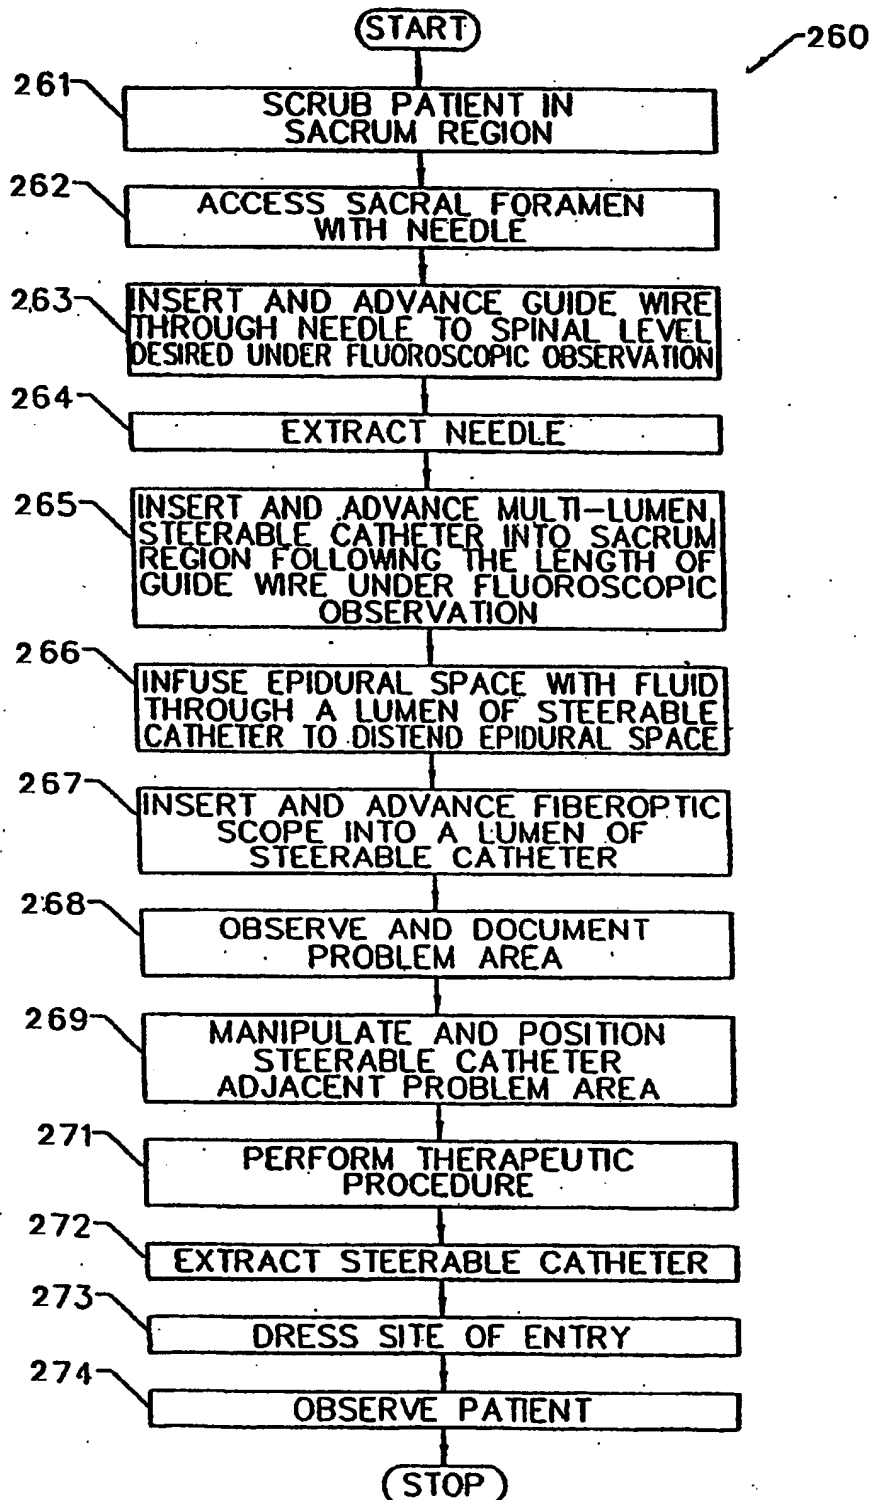 START
260
261
SCRUB PATIENT IN
SACRUM REGION
262
ACCESS SACRAL FORAMEN
WITH NEEDLE
263
INSERT AND ADVANCE GUIDE WIRE
THROUGH NEEDLE TO SPINAL LEVEL
DESIRED UNDER FLUOROSCOPIC OBSERVATION
264
EXTRACT NEEDLE
265
INSERT AND ADVANCE MULTI-LUMEN
STEERABLE CATHETER INTO SACRUM
REGION FOLLOWING THE LENGTH OF
GUIDE WIRE UNDER FLUOROSCOPIC
OBSERVATION
266
INFUSE EPIDURAL SPACE WITH FLUID
THROUGH A LUMEN OF STEERABLE
CATHETER TO DISTEND EPIDURAL SPACE
267
INSERT AND ADVANCE FIBEROPTIC
SCOPE INTO A LUMEN OF
STEERABLE CATHETER
268
OBSERVE AND DOCUMENT
PROBLEM AREA
269
MANIPULATE AND POSITION
STEERABLE CATHETER
ADJACENT PROBLEM AREA
271
PERFORM THERAPEUTIC
PROCEDURE
272
EXTRACT STEERABLE CATHETER
273
DRESS SITE OF ENTRY
274
OBSERVE PATIENT
STOP